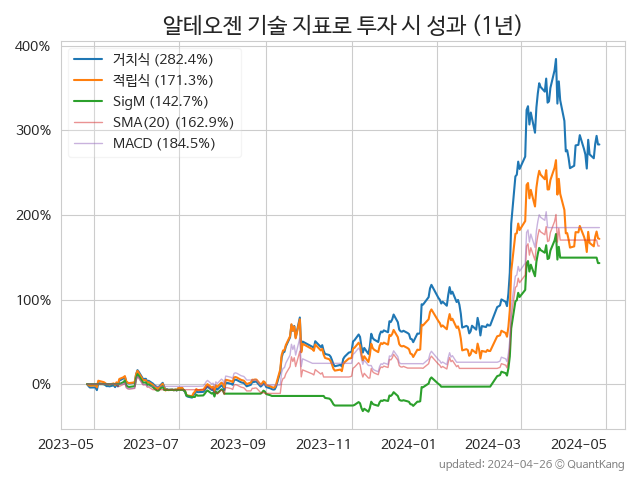 알테오젠 기술 지표로 투자 시 성과 (1년)
400%
300%
200%
100%
0%
거치식 (282.4%)
적립식 (171.3%)
SigM (142.7%)
SMA(20) (162.9%)
MACD (184.5%)
2023-05 2023-07 2023-09 2023-11 2024-01 2024-03 2024-05
updated: 2024-04-26 © QuantKang